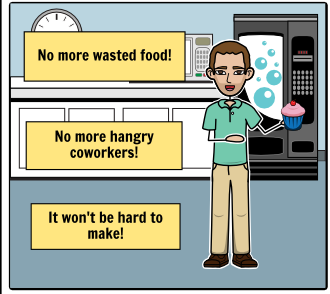 No more wasted food!
No more hangry
coworkers!
It won't be hard to
make!